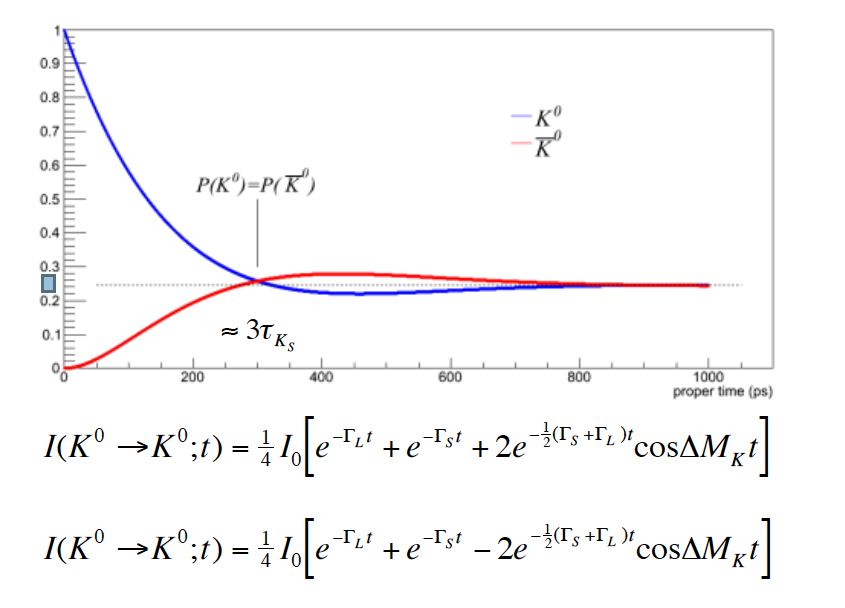 1
0.9
0.8
0.7
0.6
0.5
0.4
0.3
0.2
0.1
0
K⁰
K̅⁰
P(K⁰)=P(K̅⁰)
≈ 3τ_{K_S}
0 200 400 600 800 1000
proper time (ps)
I(K⁰ →K⁰;t) = ¼ I₀[e^{-Γ_L t} + e^{-Γ_S t} + 2e^{-½(Γ_S +Γ_L )t} cosΔM_K t]
I(K⁰ →K⁰;t) = ¼ I₀[e^{-Γ_L t} + e^{-Γ_S t} − 2e^{-½(Γ_S +Γ_L )t} cosΔM_K t]